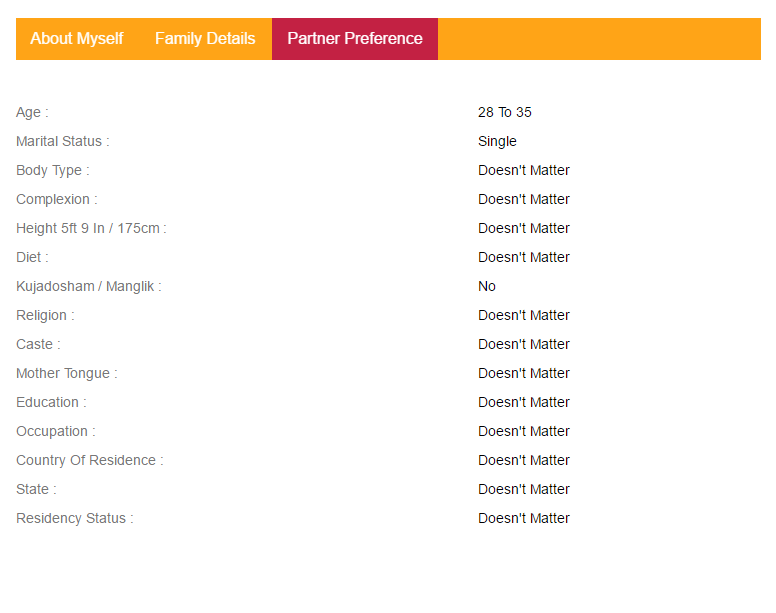 About Myself Family Details Partner Preference
Age : 28 To 35
Marital Status : Single
Body Type : Doesn't Matter
Complexion : Doesn't Matter
Height 5ft 9 In / 175cm : Doesn't Matter
Diet : Doesn't Matter
Kujadosham / Manglik : No
Religion : Doesn't Matter
Caste : Doesn't Matter
Mother Tongue : Doesn't Matter
Education : Doesn't Matter
Occupation : Doesn't Matter
Country Of Residence : Doesn't Matter
State : Doesn't Matter
Residency Status : Doesn't Matter